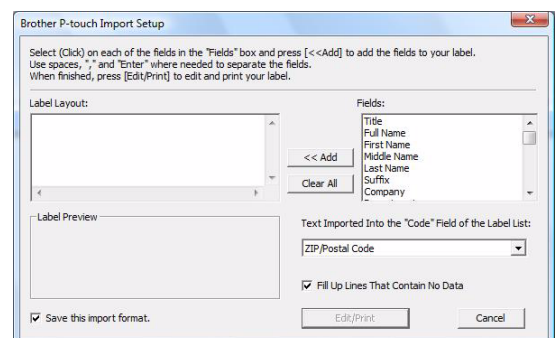 Brother P-touch Import Setup
Select (Click) on each of the fields in the "Fields" box and press [<<Add] to add the fields to your label.
Use spaces, "," and "Enter" where needed to separate the fields.
When finished, press [Edit/Print] to edit and print your label.
Label Layout:
Fields:
Title
Full Name
First Name
Middle Name
Last Name
Suffix
Company
<< Add
Clear All
Label Preview
Text Imported Into the "Code" Field of the Label List:
ZIP/Postal Code
Fill Up Lines That Contain No Data
Save this import format.
Edit/Print
Cancel